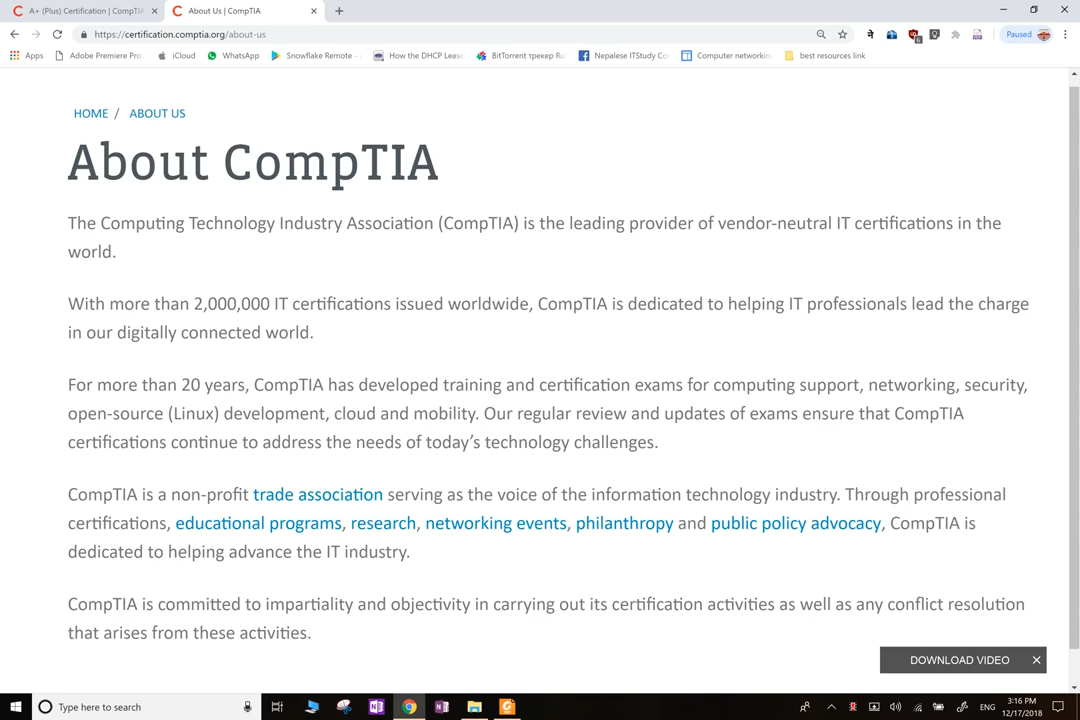 A+ (Plus) Certification | CompTIA
About Us | CompTIA
https://certification.comptia.org/about-us
Paused
Apps
Adobe Premiere Pro
iCloud
WhatsApp
Snowflake Remote -
How the DHCP Lease
BitTorrent трекер Ru
Nepalese ITStudy Co
Computer networkin
best resources link
HOME / ABOUT US
About CompTIA
The Computing Technology Industry Association (CompTIA) is the leading provider of vendor-neutral IT certifications in the
world.
With more than 2,000,000 IT certifications issued worldwide, CompTIA is dedicated to helping IT professionals lead the charge
in our digitally connected world.
For more than 20 years, CompTIA has developed training and certification exams for computing support, networking, security,
open-source (Linux) development, cloud and mobility. Our regular review and updates of exams ensure that CompTIA
certifications continue to address the needs of today’s technology challenges.
CompTIA is a non-profit trade association serving as the voice of the information technology industry. Through professional
certifications, educational programs, research, networking events, philanthropy and public policy advocacy, CompTIA is
dedicated to helping advance the IT industry.
CompTIA is committed to impartiality and objectivity in carrying out its certification activities as well as any conflict resolution
that arises from these activities.
DOWNLOAD VIDEO
Type here to search
ENG
3:16 PM
12/17/2018